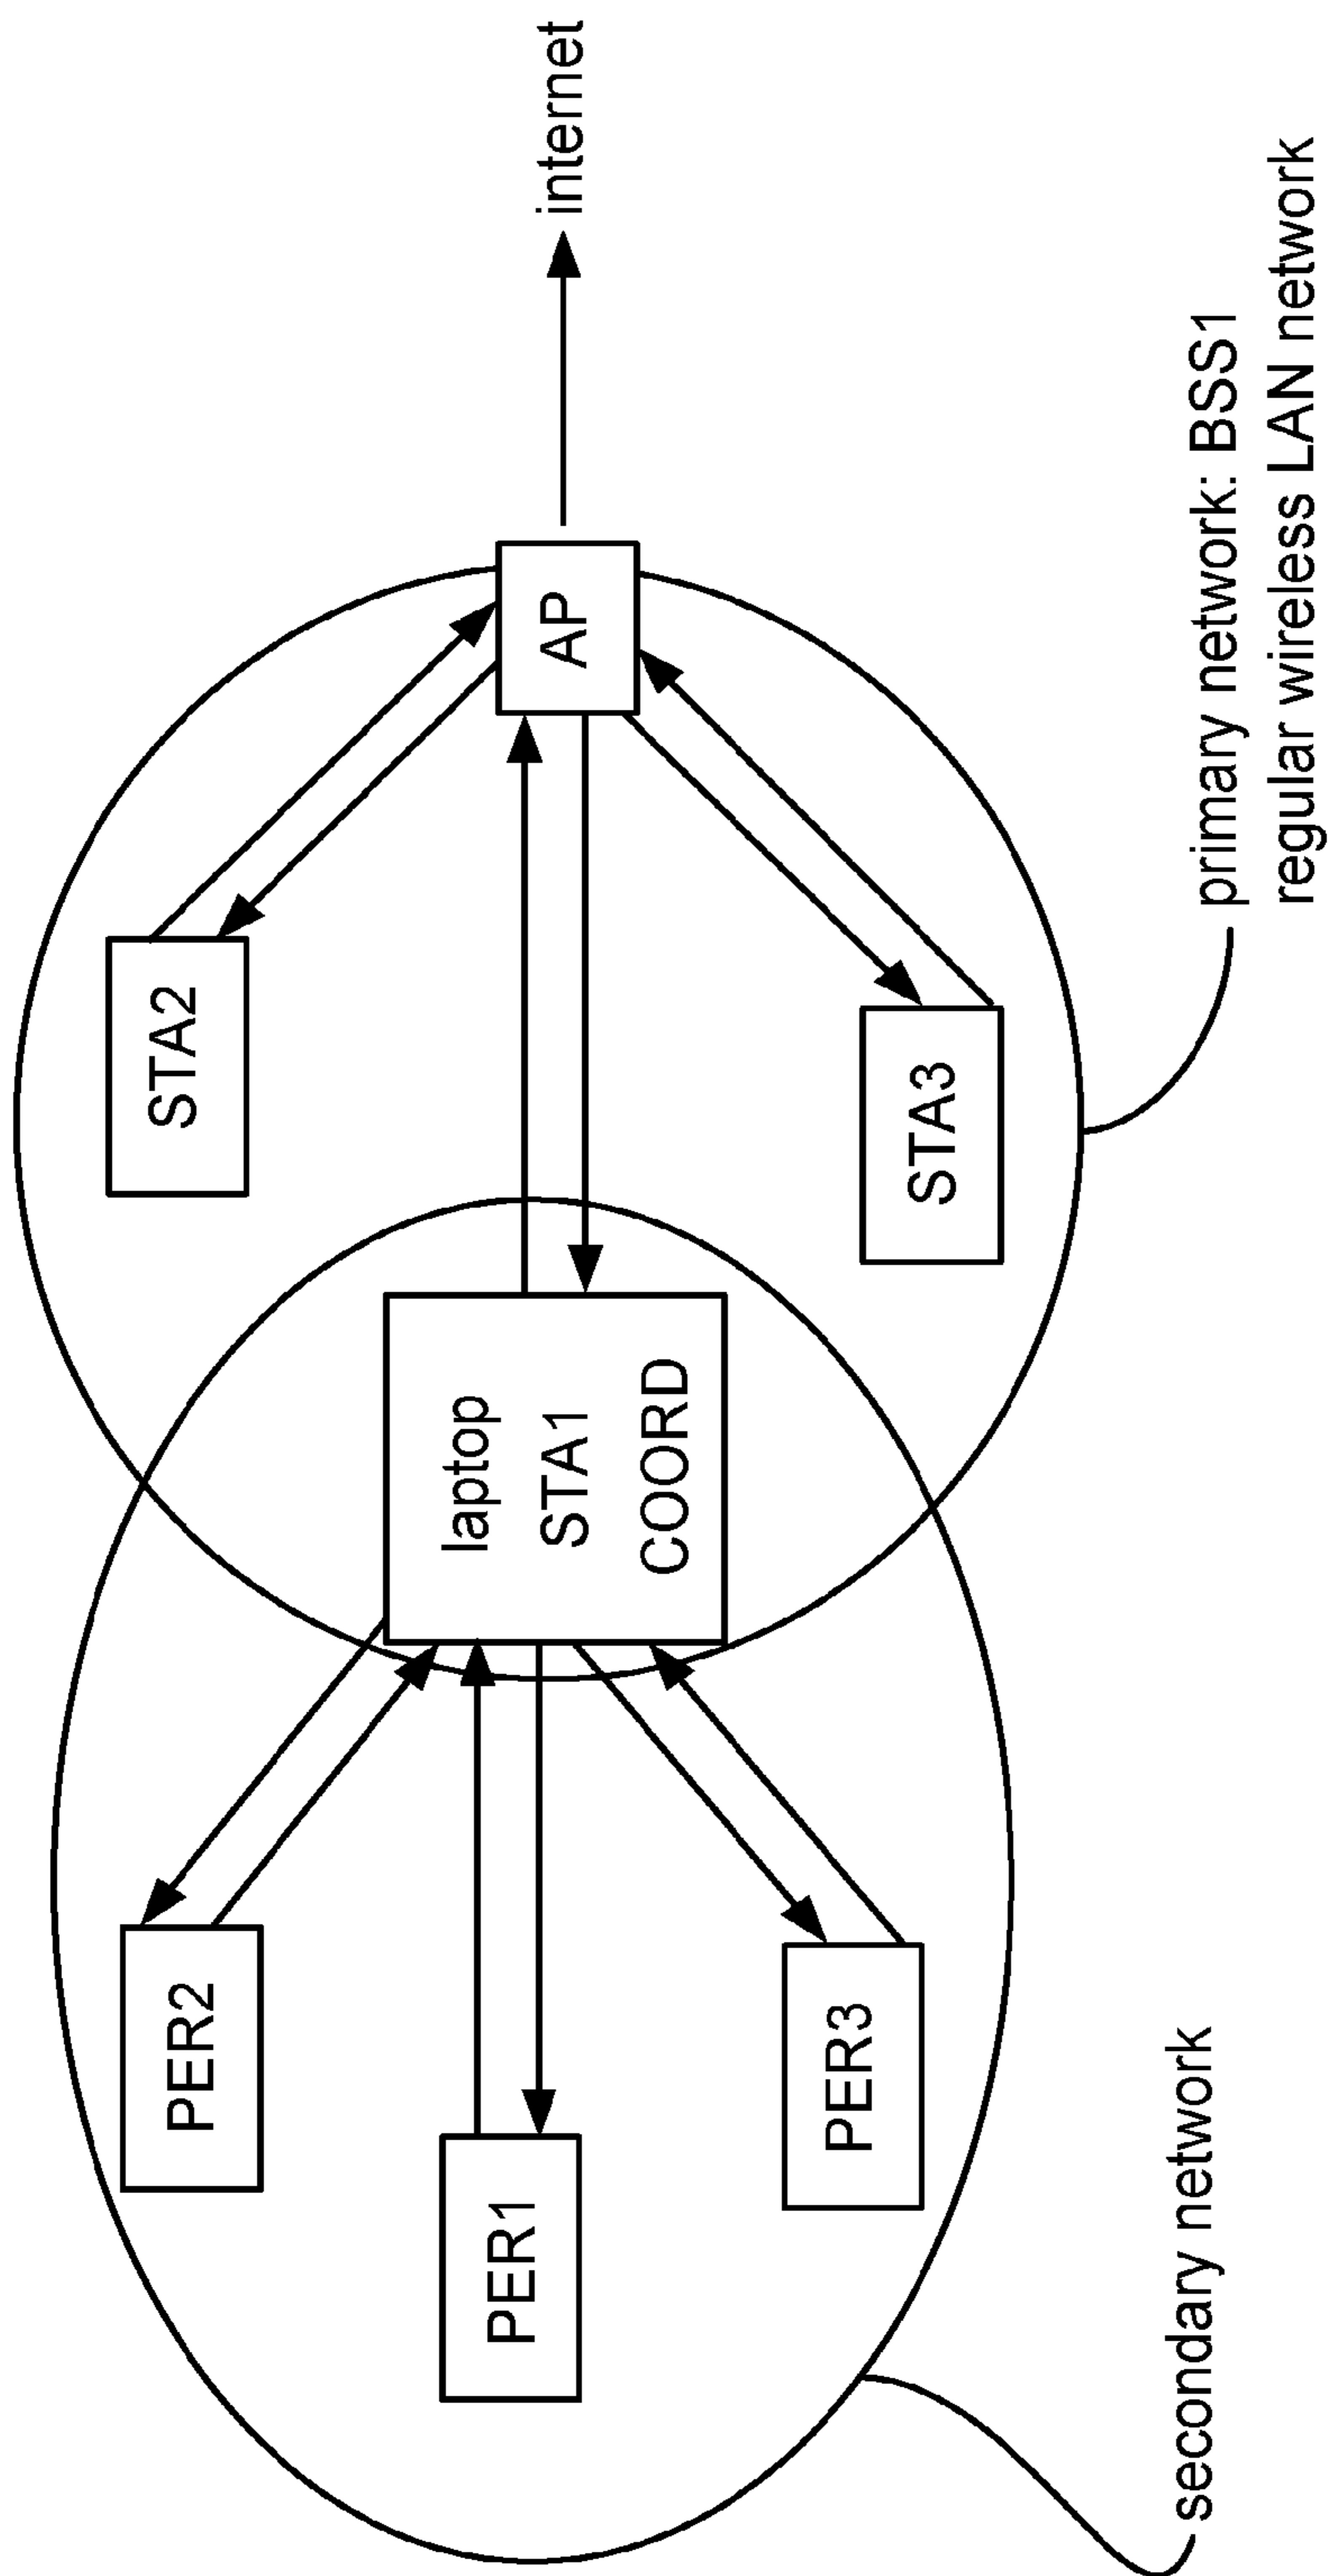 PER2
PER1
PER3
laptop
STA1
COORD
STA2
STA3
AP
internet
secondary network
primary network: BSS1
regular wireless LAN network